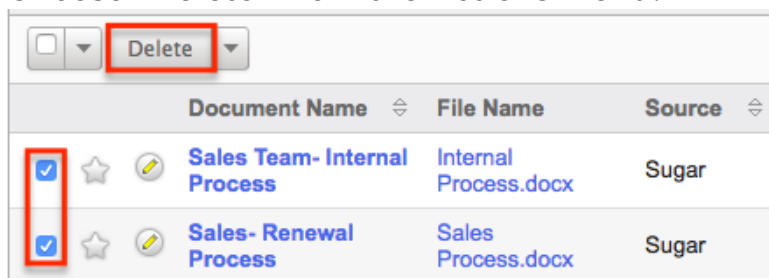 Delete
Document Name File Name Source
Sales Team- Internal Internal
Process Process.docx Sugar
Sales- Renewal Sales
Process Process.docx Sugar